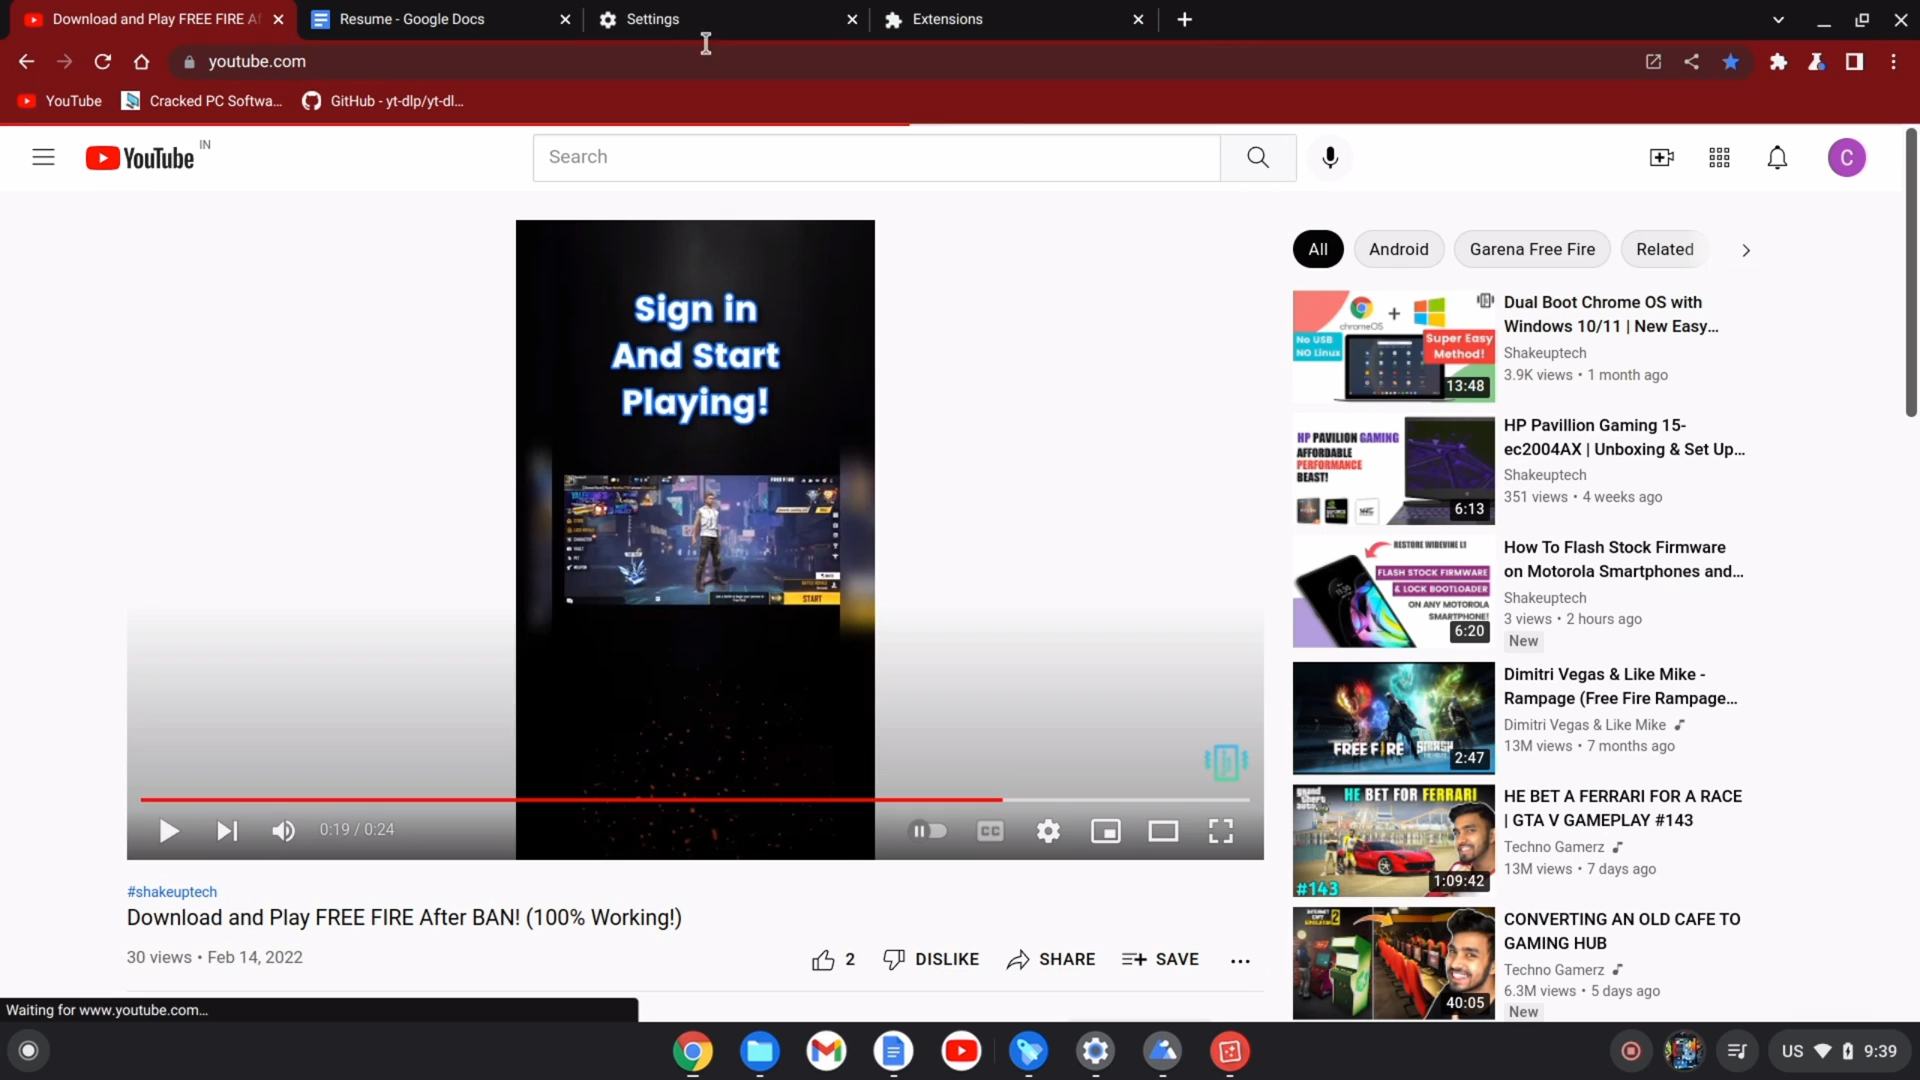 Download and Play FREE FIRE A
Resume - Google Docs
Settings
Extensions
youtube.com
YouTube
Cracked PC Softwa...
GitHub - yt-dlp/yt-dl...
YouTube IN
Search
C
Sign in
And Start
Playing!
START
0:19 / 0:24
CC
#shakeuptech
Download and Play FREE FIRE After BAN! (100% Working!)
30 views • Feb 14, 2022
2
DISLIKE
SHARE
SAVE
All
Android
Garena Free Fire
Related
chromeOS
No USB
NO Linux
Super Easy
Method!
13:48
Dual Boot Chrome OS with
Windows 10/11 | New Easy...
Shakeuptech
3.9K views • 1 month ago
HP PAVILION GAMING
AFFORDABLE
PERFORMANCE
BEAST!
6:13
HP Pavillion Gaming 15-
ec2004AX | Unboxing & Set Up...
Shakeuptech
351 views • 4 weeks ago
RESTORE WIDEVINE L1
FLASH STOCK FIRMWARE
& LOCK BOOTLOADER
ON ANY MOTOROLA
SMARTPHONE!
6:20
How To Flash Stock Firmware
on Motorola Smartphones and...
Shakeuptech
3 views • 2 hours ago
New
FREE FIRE
2:47
Dimitri Vegas & Like Mike -
Rampage (Free Fire Rampage...
Dimitri Vegas & Like Mike
13M views • 7 months ago
HE BET FOR FERRARI
#143
1:09:42
HE BET A FERRARI FOR A RACE
| GTA V GAMEPLAY #143
Techno Gamerz
13M views • 7 days ago
40:05
CONVERTING AN OLD CAFE TO
GAMING HUB
Techno Gamerz
6.3M views • 5 days ago
New
Waiting for www.youtube.com...
US
9:39